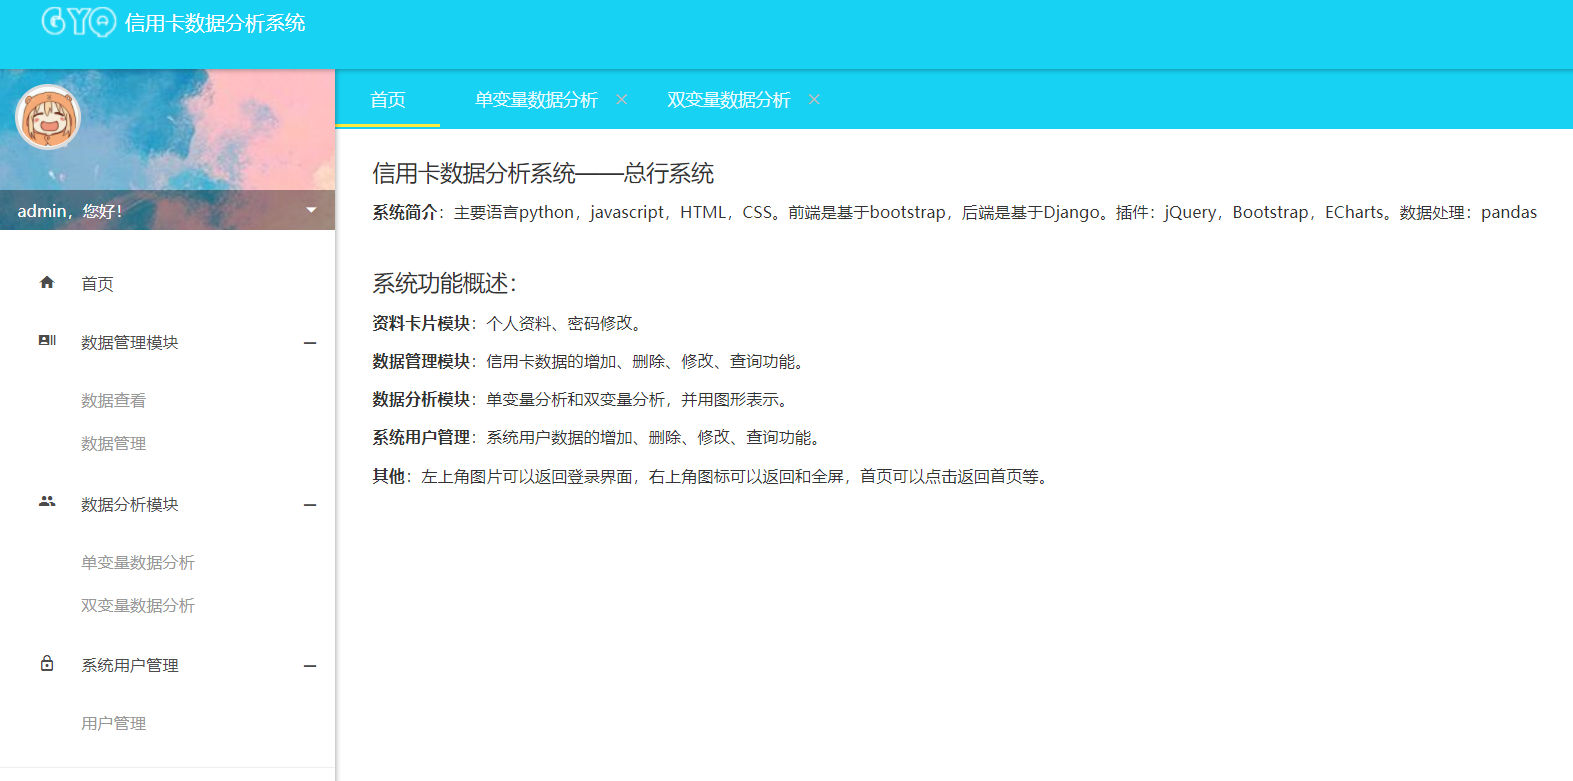 GYQ 信用卡数据分析系统
首页 单变量数据分析 × 双变量数据分析 ×
admin，您好！
首页
数据管理模块
数据查看
数据管理
数据分析模块
单变量数据分析
双变量数据分析
系统用户管理
用户管理
信用卡数据分析系统——总行系统
系统简介：主要语言python，javascript，HTML，CSS。前端是基于bootstrap，后端是基于Django。插件：jQuery，Bootstrap，ECharts。数据处理：pandas
系统功能概述：
资料卡片模块：个人资料、密码修改。
数据管理模块：信用卡数据的增加、删除、修改、查询功能。
数据分析模块：单变量分析和双变量分析，并用图形表示。
系统用户管理：系统用户数据的增加、删除、修改、查询功能。
其他：左上角图片可以返回登录界面，右上角图标可以返回和全屏，首页可以点击返回首页等。